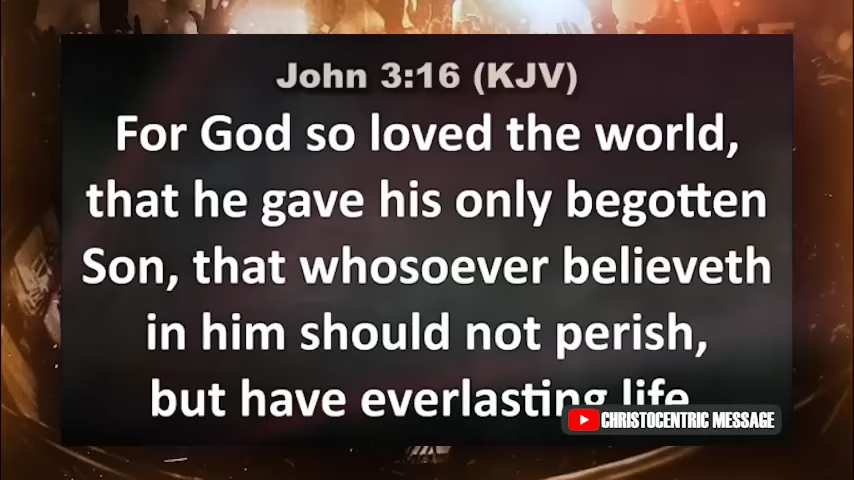 John 3:16 (KJV)
For God so loved the world,
that he gave his only begotten
Son, that whosoever believeth
in him should not perish,
but have everlasting life
CHRISTOCENTRIC MESSAGE